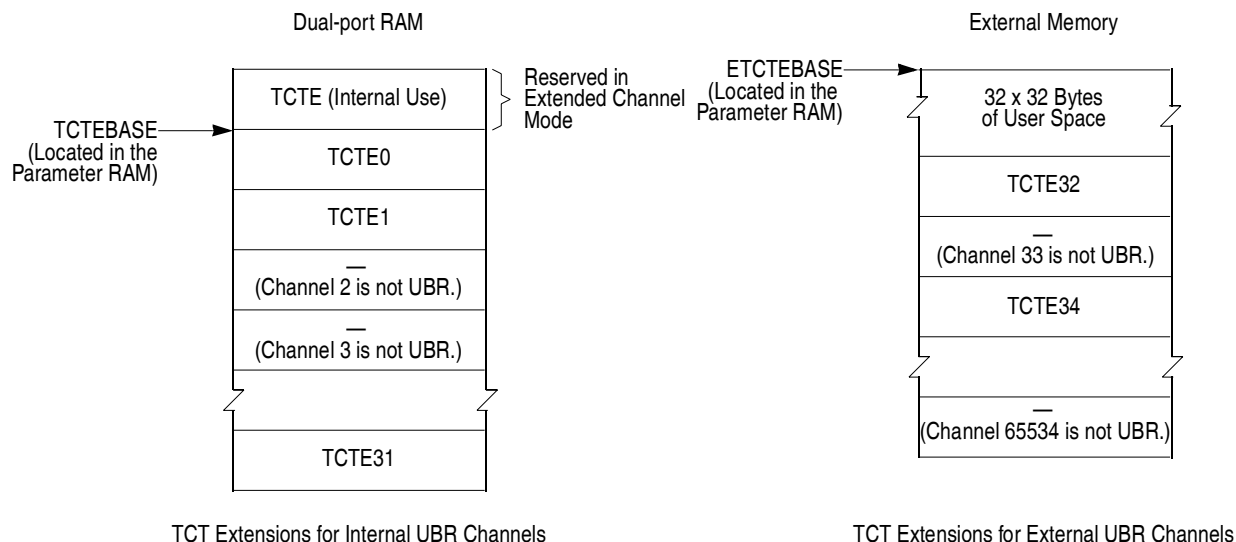 Dual-port RAM
TCTE (Internal Use)
Reserved in
Extended Channel
Mode
TCTEBASE
(Located in the
Parameter RAM)
TCTE0
TCTE1
—
(Channel 2 is not UBR.)
—
(Channel 3 is not UBR.)
TCTE31
TCT Extensions for Internal UBR Channels
External Memory
ETCTEBASE
(Located in the
Parameter RAM)
32 x 32 Bytes
of User Space
TCTE32
—
(Channel 33 is not UBR.)
TCTE34
—
(Channel 65534 is not UBR.)
TCT Extensions for External UBR Channels